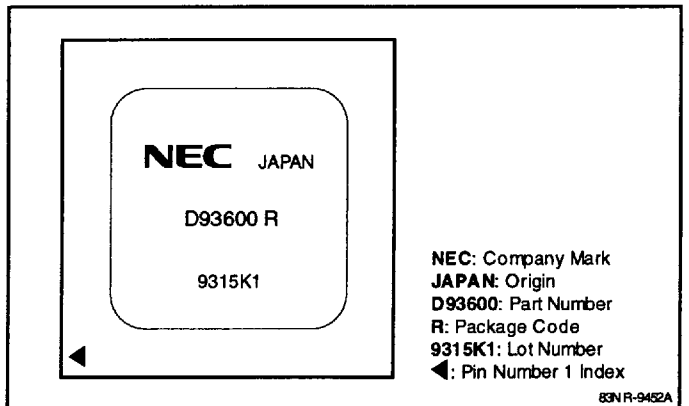 NEC JAPAN
D93600 R
9315K1
NEC: Company Mark
JAPAN: Origin
D93600: Part Number
R: Package Code
9315K1: Lot Number
◀: Pin Number 1 Index
83NR-9452A